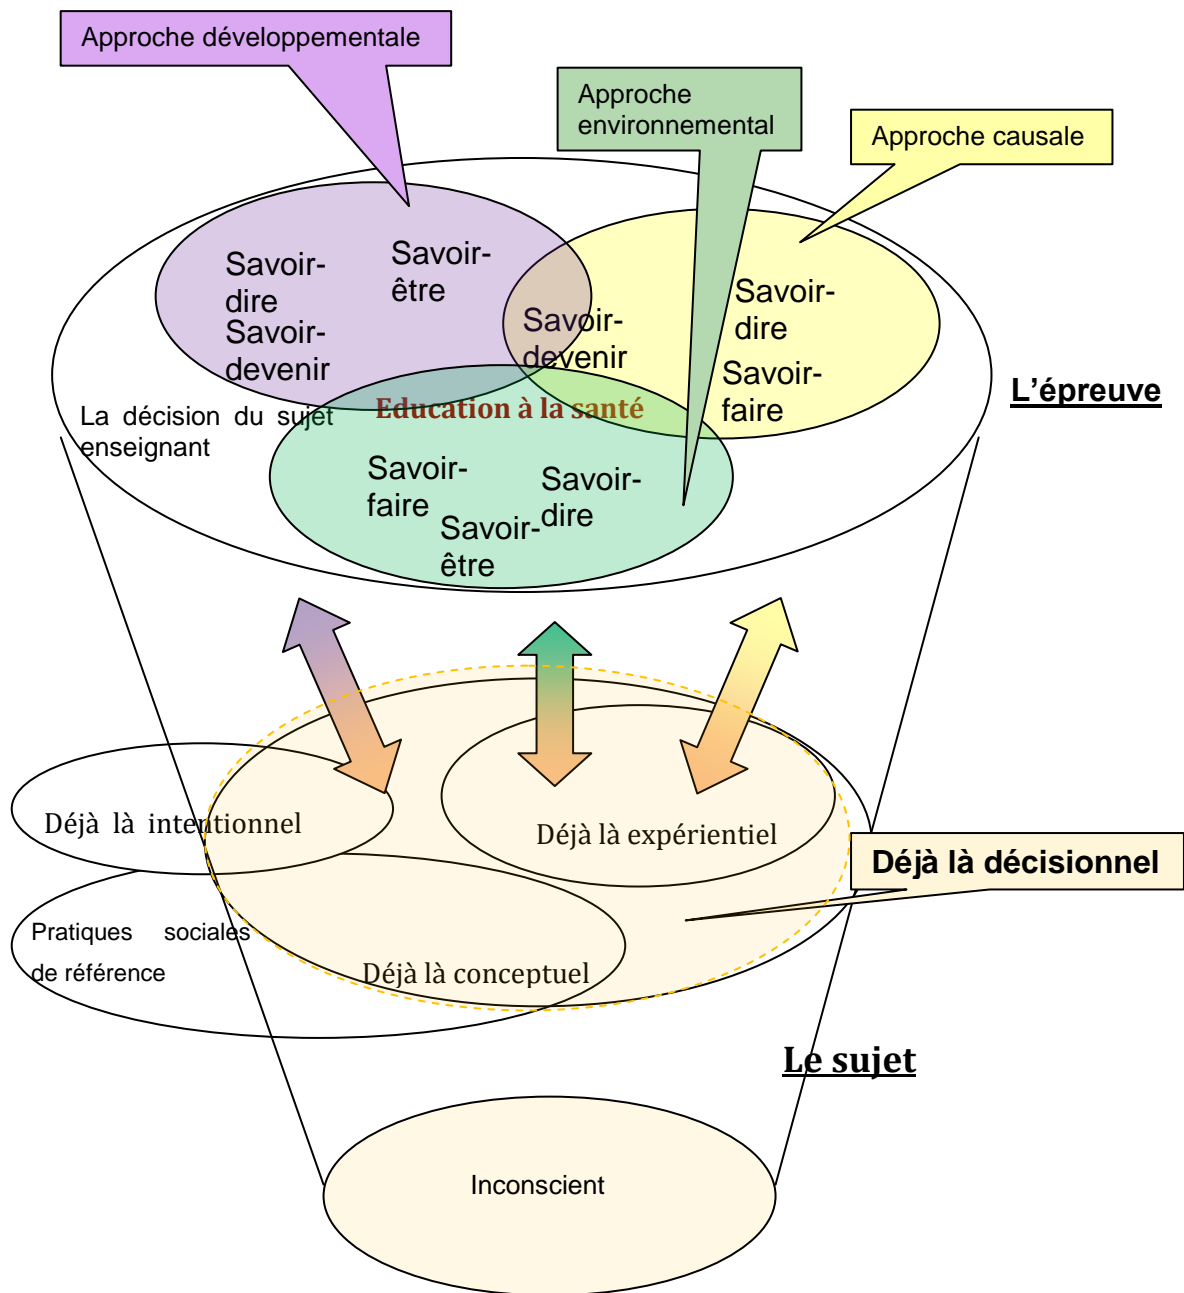 Approche développementale
Approche
environnemental
Approche causale
Savoir-
dire
Savoir-
devenir
Savoir-
être
Savoir-
devenir
Savoir-
dire
Savoir-
faire
L'épreuve
La décision du sujet
enseignant
Education à la santé
Savoir-
faire
Savoir-
dire
Savoir-
être
Déjà là intentionnel
Déjà là expérientiel
Déjà là décisionnel
Pratiques sociales
de référence
Déjà là conceptuel
Le sujet
Inconscient